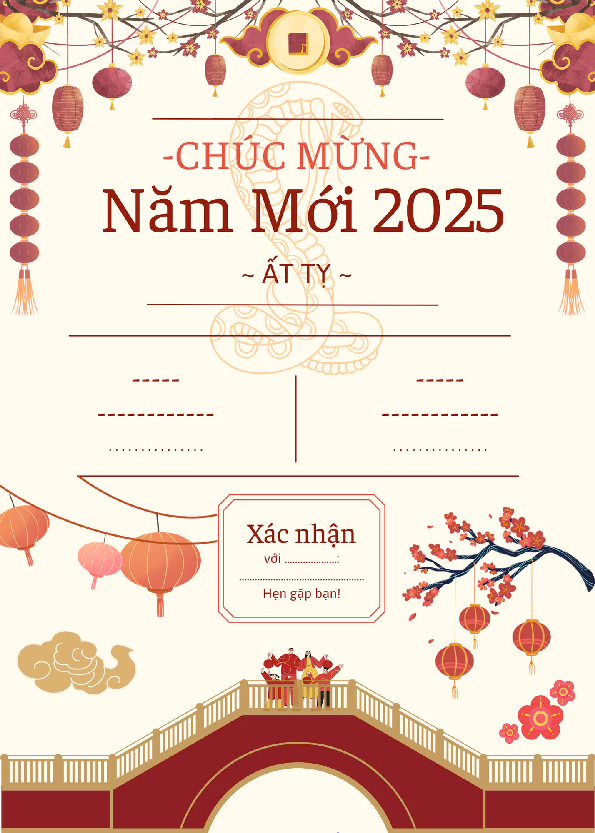 -CHÚC MỪNG-
Năm Mới 2025
~ ẤT TỴ ~
Xác nhận
với ......................:
Hẹn gặp bạn!